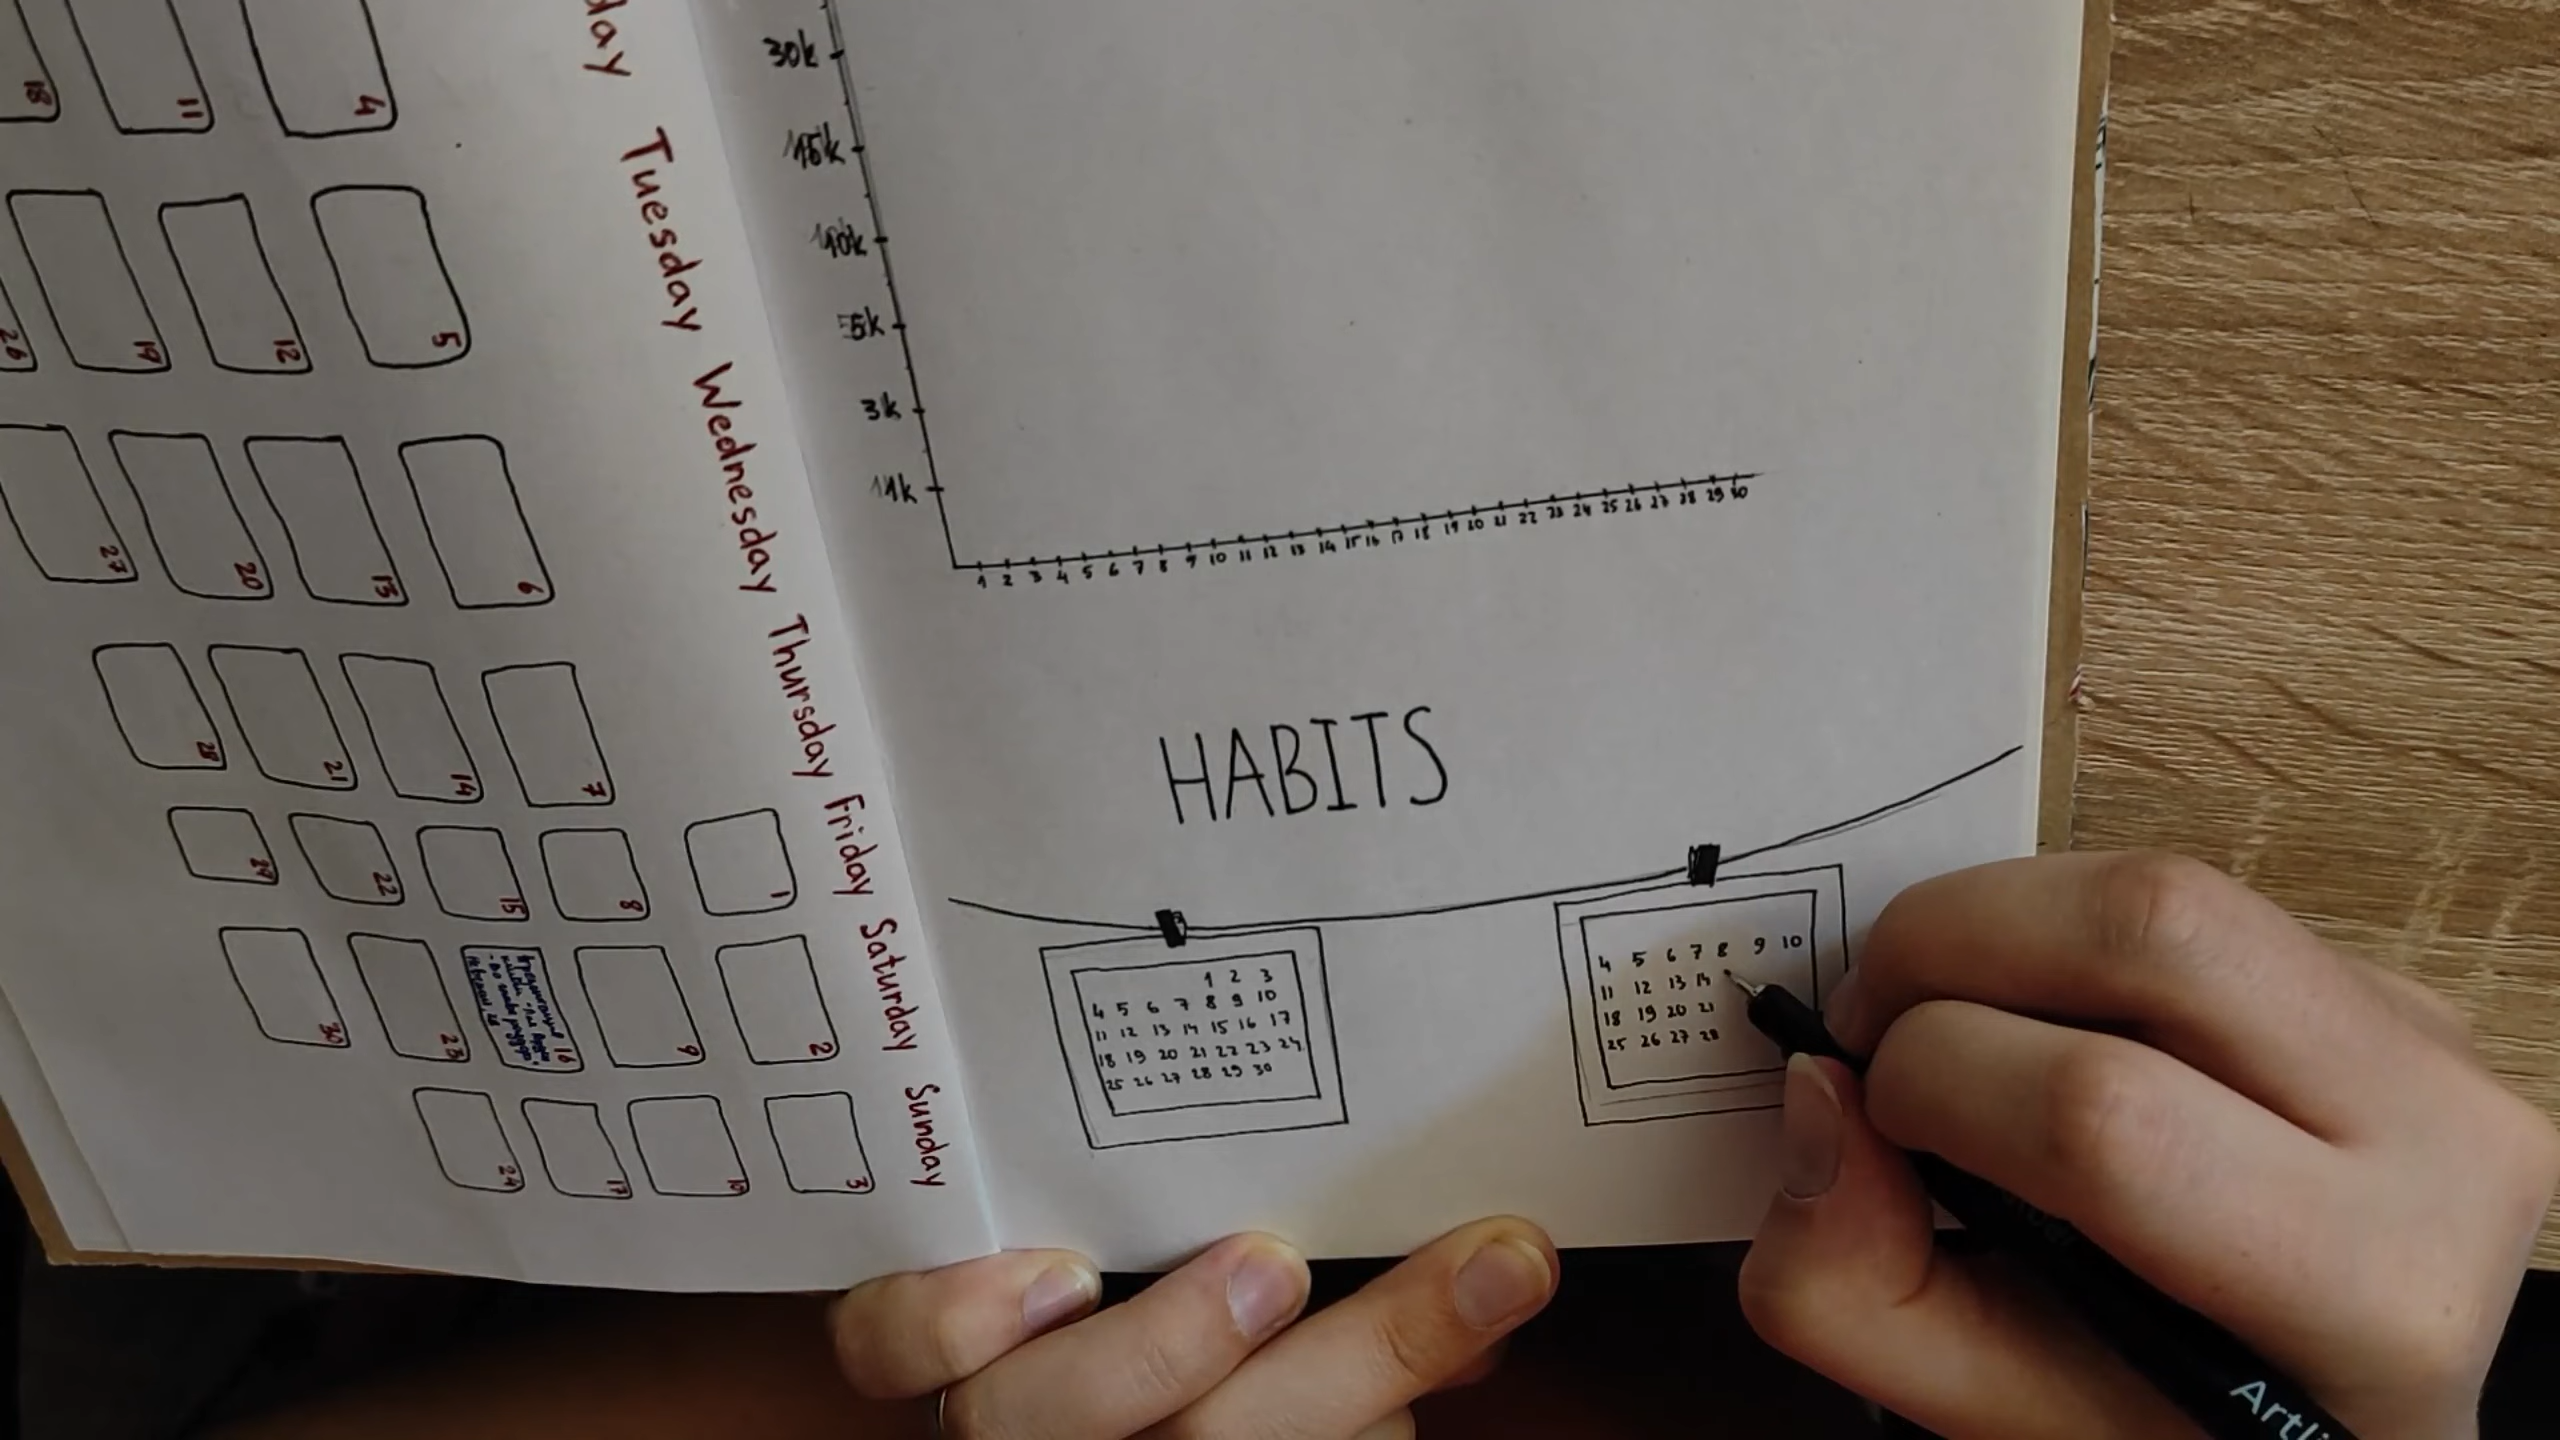 day
Tuesday
Wednesday
Thursday
Friday
Saturday
Sunday
18 11 4
26 19 12 5
27 20 13 6
28 21 14 7
29 22 15 8 1
30 23 16 9 2
24 17 10 3
30k
15k
10k
5k
3k
1k
1 2 3 4 5 6 7 8 9 10 11 12 13 14 15 16 17 18 19 20 21 22 23 24 25 26 27 28 29 30
HABITS
1 2 3
4 5 6 7 8 9 10
11 12 13 14 15 16 17
18 19 20 21 22 23 24
25 26 27 28 29 30
4 5 6 7 8 9 10
11 12 13 14
18 19 20 21
25 26 27 28